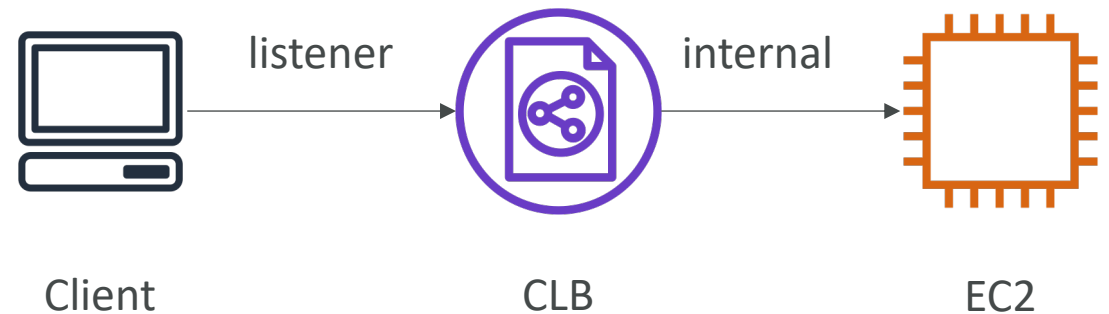 listener
internal
Client
CLB
EC2